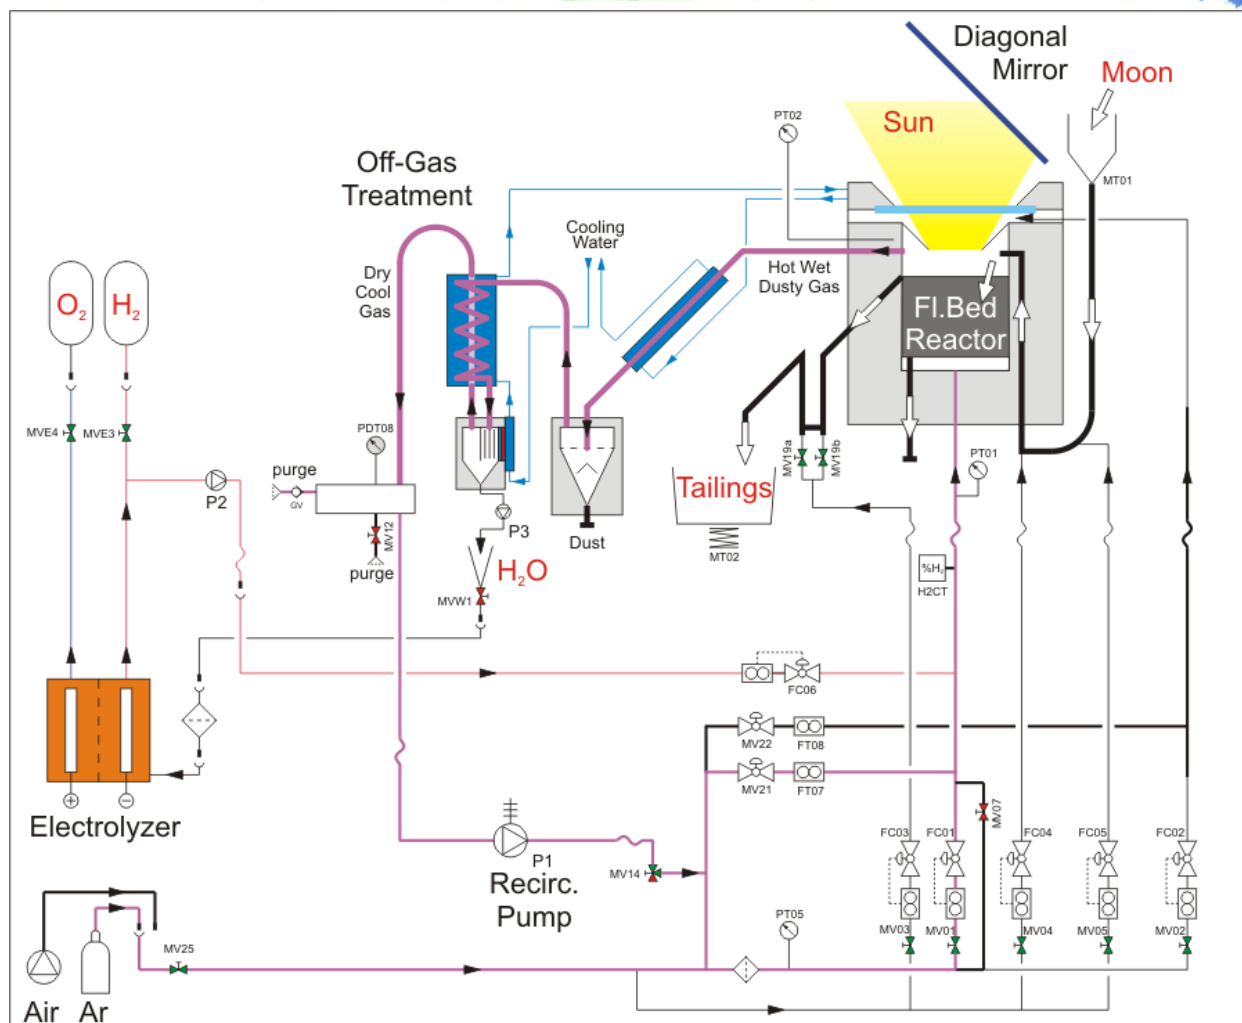 Diagonal
Mirror
Moon
Sun
PT02
MT01
Off-Gas
Treatment
Cooling
Water
Dry
Cool
Gas
Hot Wet
Dusty Gas
O2
H2
Fl.Bed
Reactor
MVE4
MVE3
PDT08
MV19a
MV19b
PT01
purge
GV
P2
Tailings
MV12
P3
Dust
MT02
purge
H2O
%H2
H2CT
MVW1
FC06
MV22
FT08
MV21
FT07
MV07
+
−
Electrolyzer
FC03
FC01
FC04
FC05
FC02
P1
MV14
Recirc.
Pump
PT05
MV03
MV01
MV04
MV05
MV02
MV25
Air
Ar